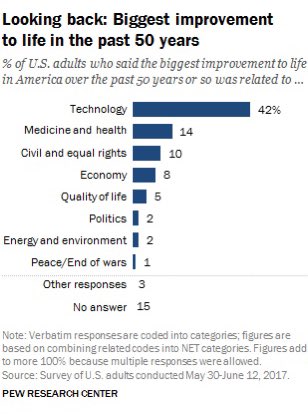 Looking back: Biggest improvement
to life in the past 50 years
% of U.S. adults who said the biggest improvement to life
in America over the past 50 years or so was related to ...
Technology 42%
Medicine and health 14
Civil and equal rights 10
Economy 8
Quality of life 5
Politics 2
Energy and environment 2
Peace/End of wars 1
Other responses 3
No answer 15
Note: Verbatim responses are coded into categories; figures are
based on combining related codes into NET categories. Figures add
to more 100% because multiple responses were allowed.
Source: Survey of U.S. adults conducted May 30-June 12, 2017.
PEW RESEARCH CENTER